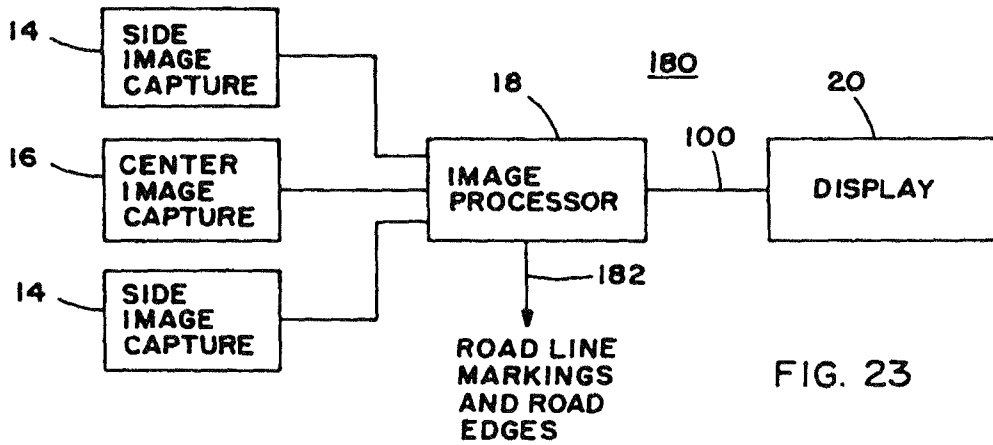 14
SIDE
IMAGE
CAPTURE
16
CENTER
IMAGE
CAPTURE
14
SIDE
IMAGE
CAPTURE
18
IMAGE
PROCESSOR
180
100
20
DISPLAY
182
ROAD LINE
MARKINGS
AND ROAD
EDGES
FIG. 23